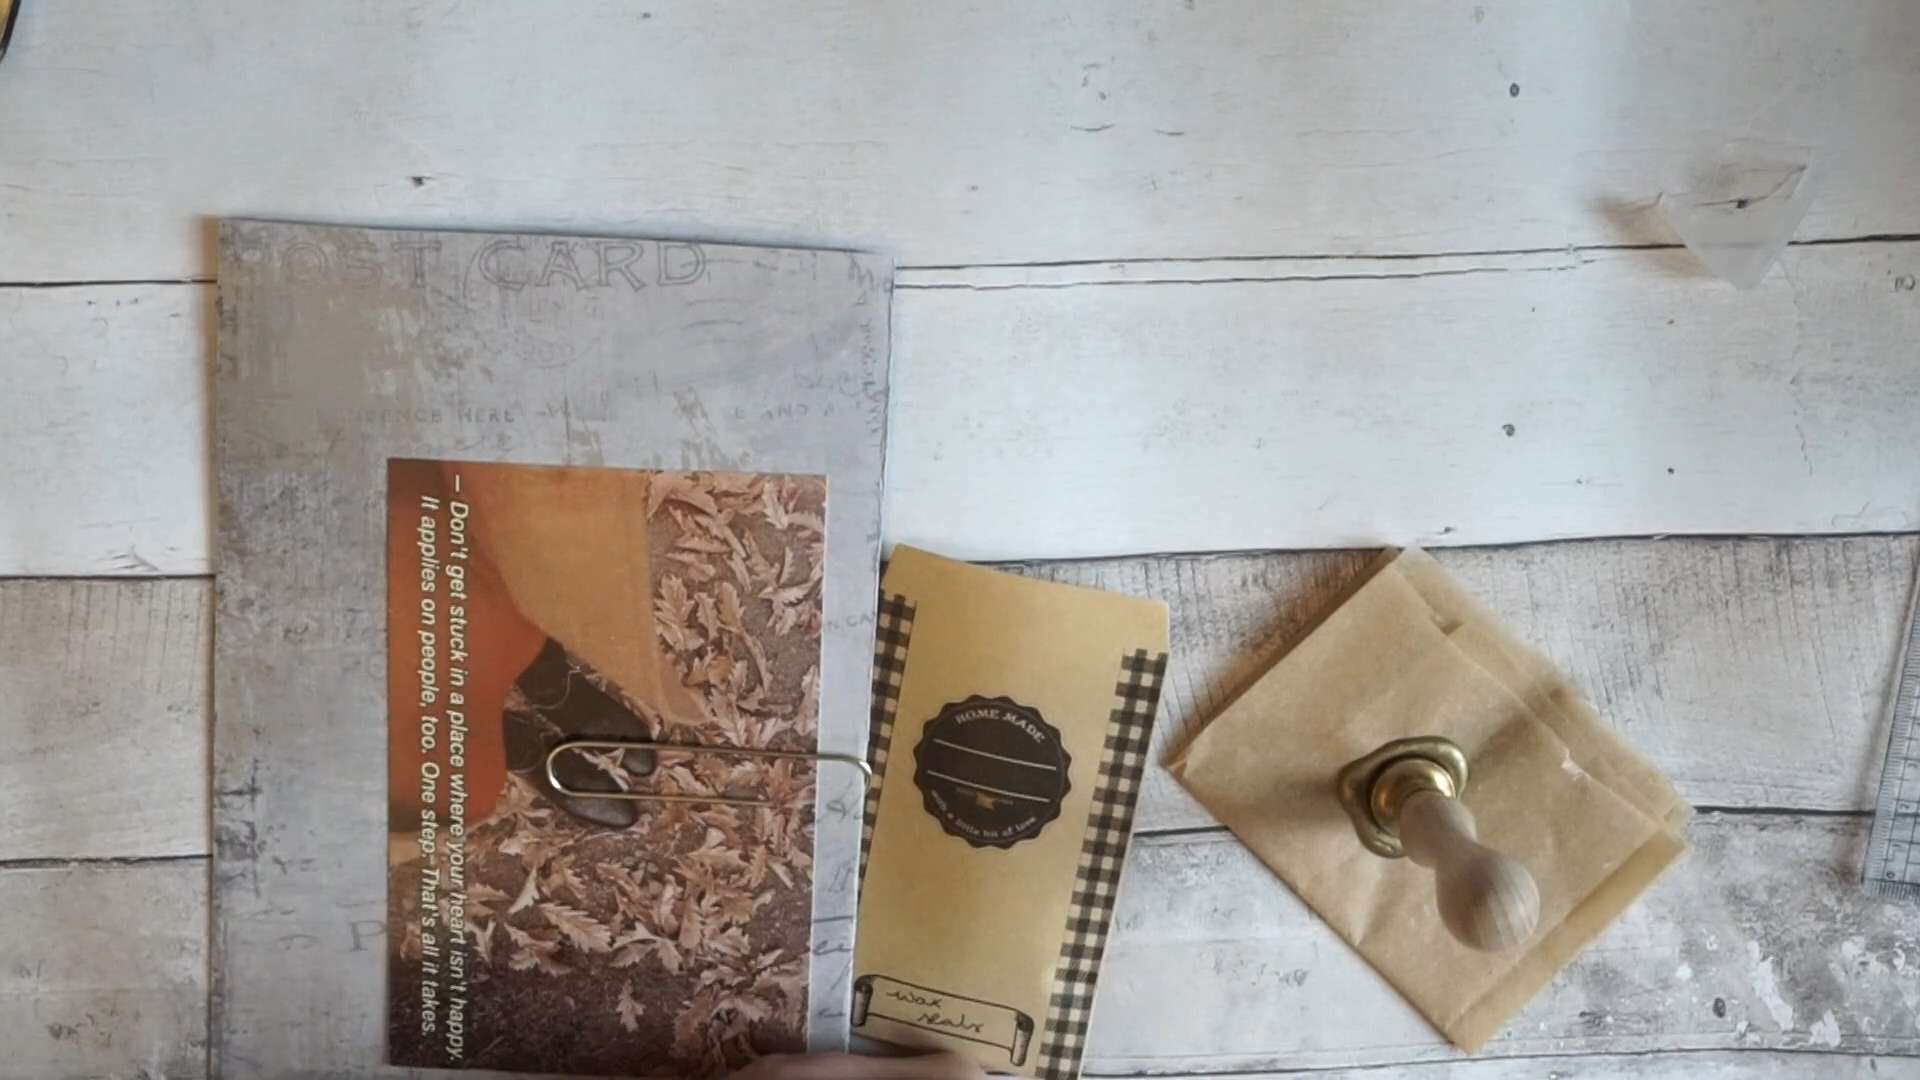 POST CARD
HERE
– Don't get stuck in a place where your heart isn't happy.
It applies on people, too. One step. That's all it takes.
HOME MADE
with a little bit of love
wax
seals